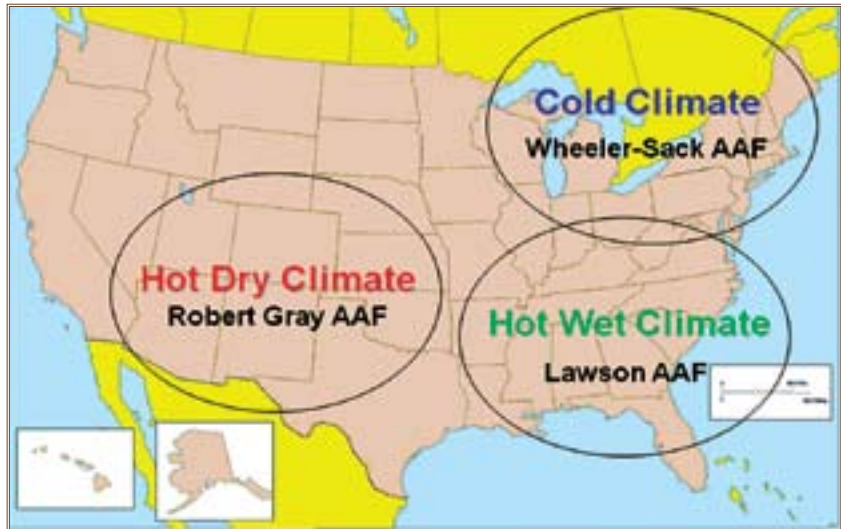 Cold Climate
Wheeler-Sack AAF
Hot Dry Climate
Robert Gray AAF
Hot Wet Climate
Lawson AAF